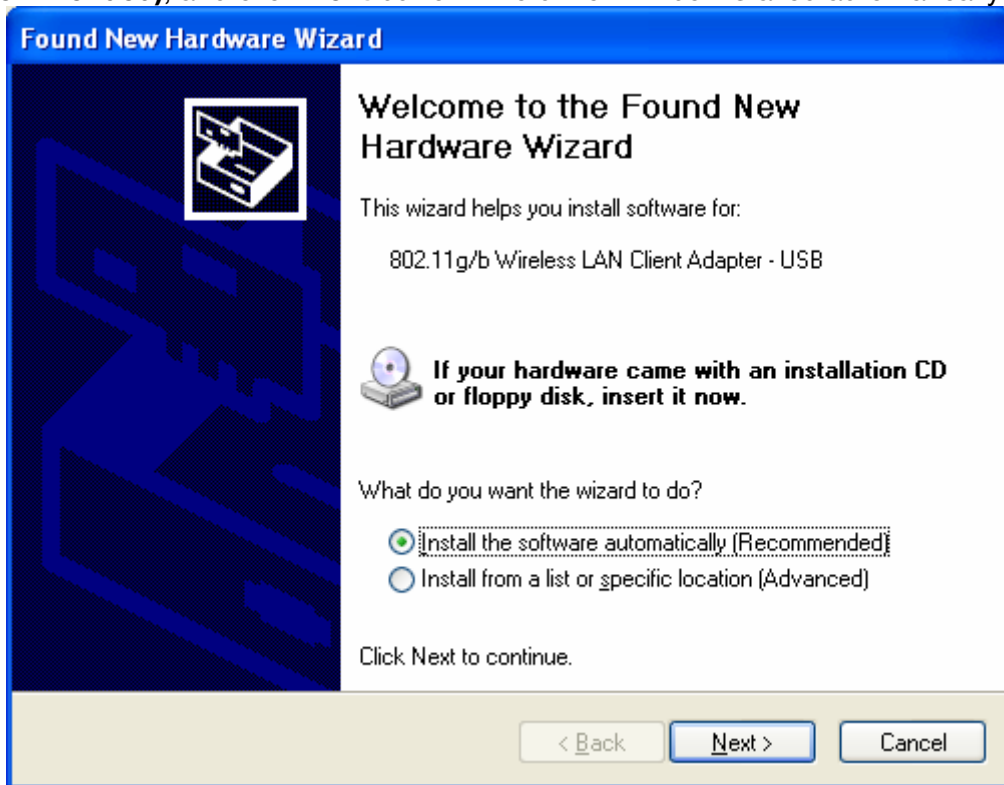 Found New Hardware Wizard
Welcome to the Found New
Hardware Wizard
This wizard helps you install software for:
802.11g/b Wireless LAN Client Adapter - USB
If your hardware came with an installation CD
or floppy disk, insert it now.
What do you want the wizard to do?
Install the software automatically (Recommended)
Install from a list or specific location (Advanced)
Click Next to continue.
< Back Next > Cancel